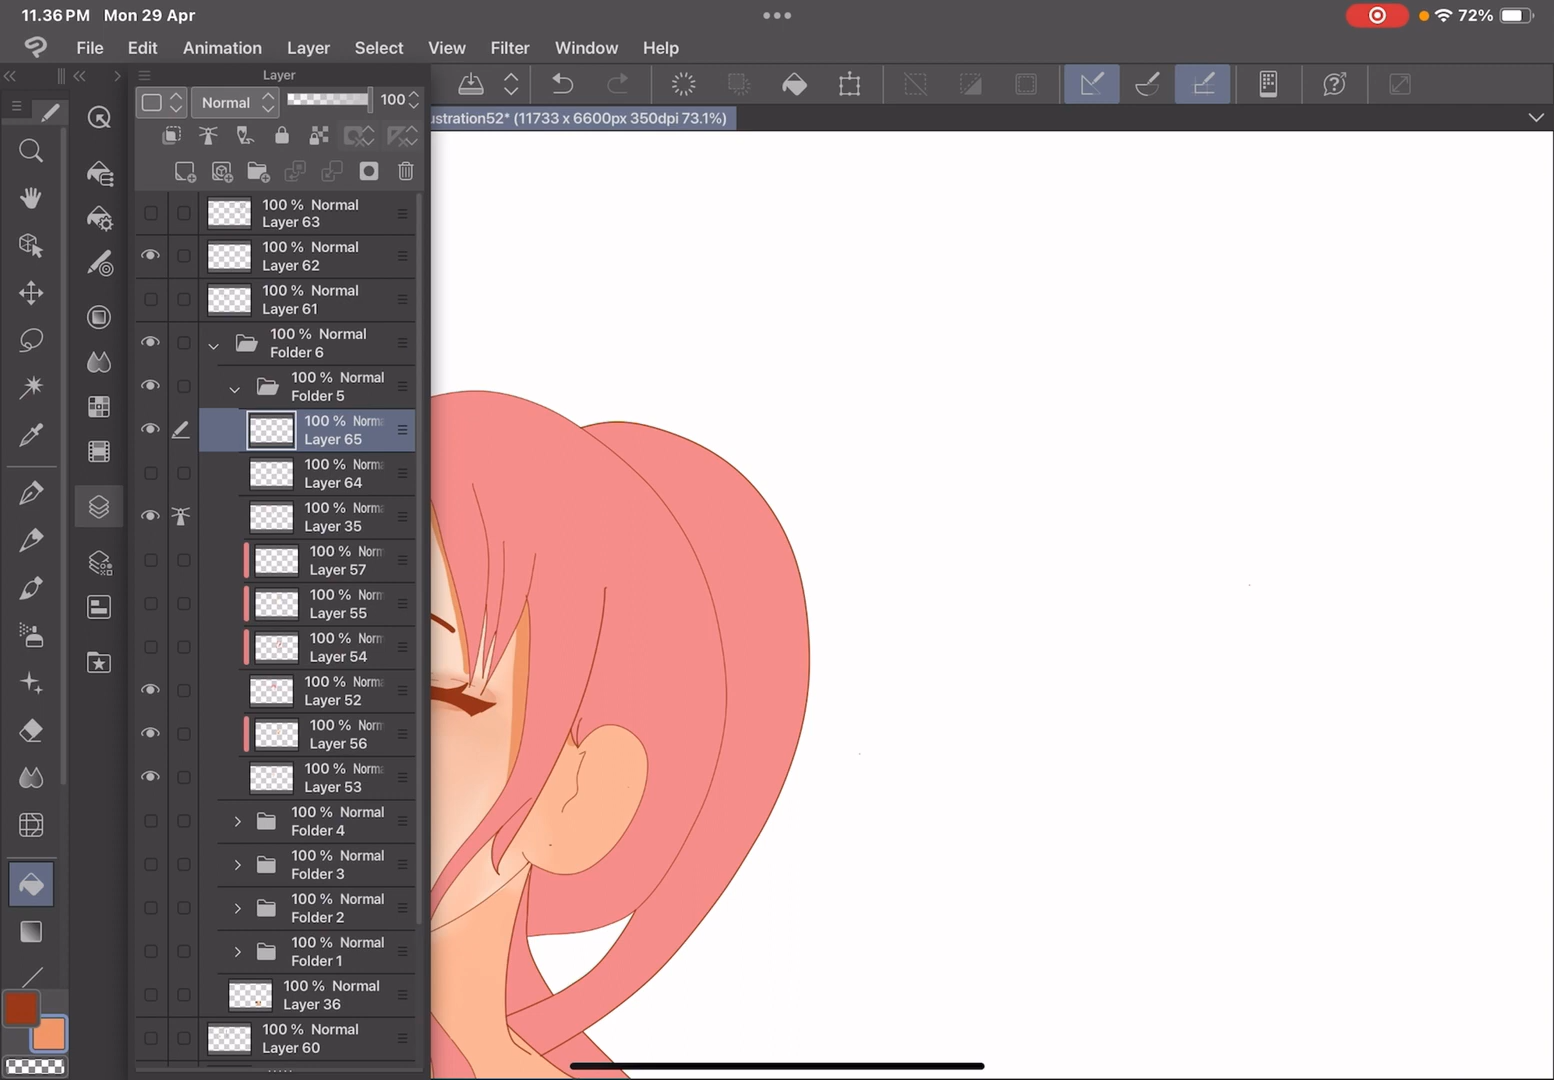 11.36 PM Mon 29 Apr
72%
File Edit Animation Layer Select View Filter Window Help
Layer
Normal 100
ustration52* (11733 x 6600px 350dpi 73.1%)
100 % Normal
Layer 63
100 % Normal
Layer 62
100 % Normal
Layer 61
100 % Normal
Folder 6
100 % Normal
Folder 5
100 % Norma
Layer 65
100 % Norma
Layer 64
100 % Norma
Layer 35
100 % Norm
Layer 57
100 % Norm
Layer 55
100 % Norm
Layer 54
100 % Norma
Layer 52
100 % Norm
Layer 56
100 % Norma
Layer 53
100 % Normal
Folder 4
100 % Normal
Folder 3
100 % Normal
Folder 2
100 % Normal
Folder 1
100 % Normal
Layer 36
100 % Normal
Layer 60